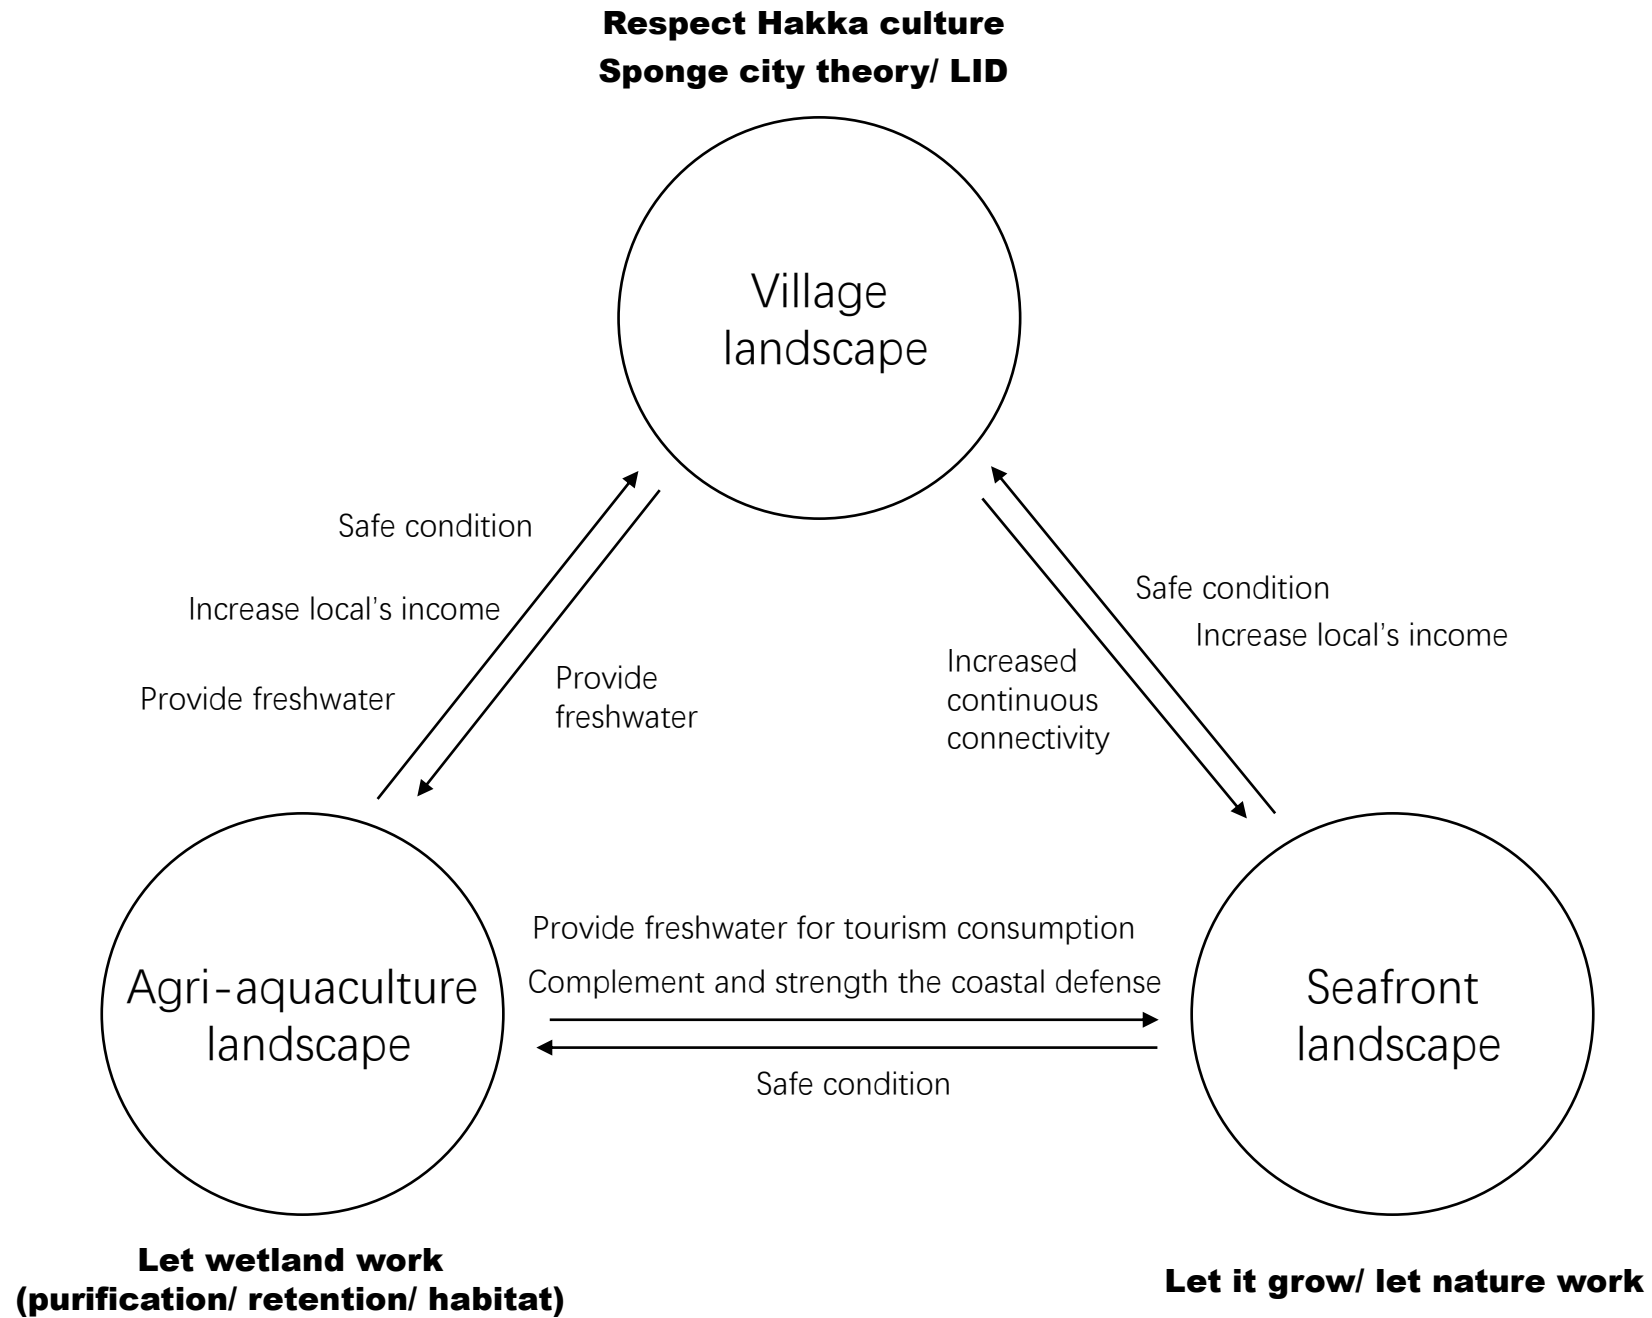 Respect Hakka culture
Sponge city theory/ LID
Village
landscape
Safe condition
Increase local's income
Provide freshwater
Provide
freshwater
Increased
continuous
connectivity
Safe condition
Increase local's income
Agri-aquaculture
landscape
Provide freshwater for tourism consumption
Complement and strength the coastal defense
Safe condition
Seafront
landscape
Let wetland work
(purification/ retention/ habitat)
Let it grow/ let nature work